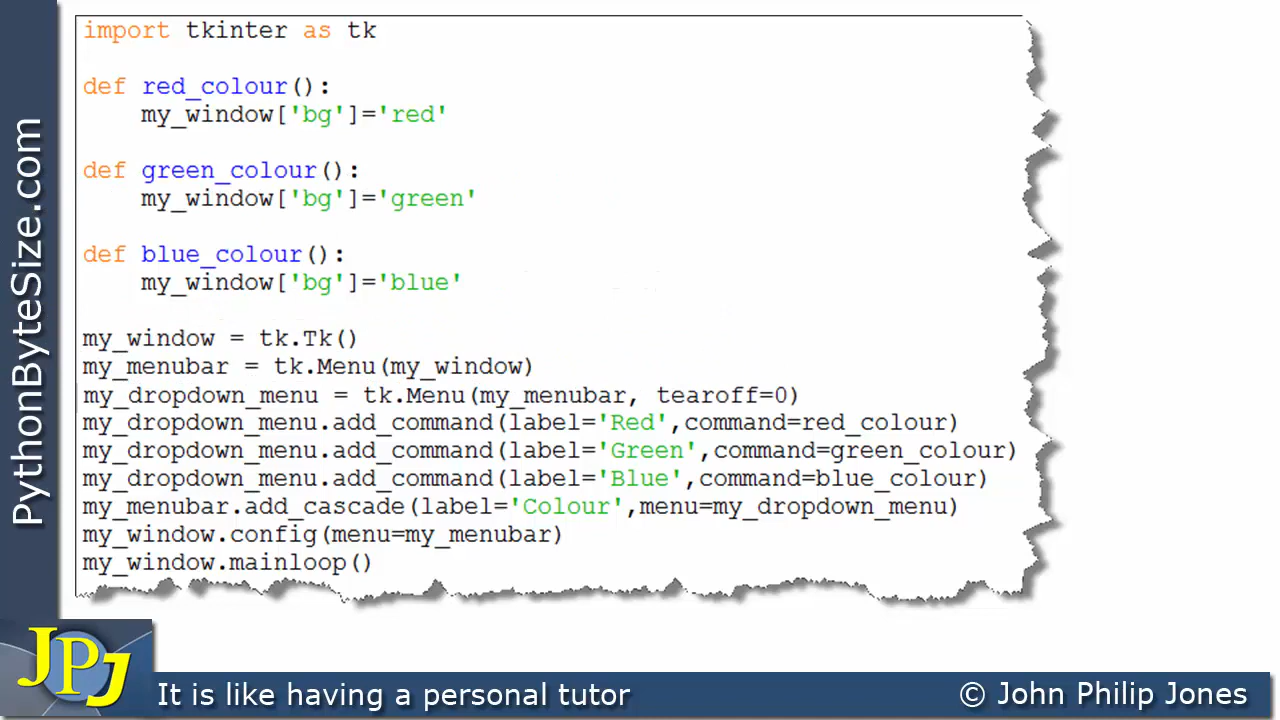 import tkinter as tk
def red_colour():
    my_window['bg']='red'
def green_colour():
    my_window['bg']='green'
def blue_colour():
    my_window['bg']='blue'
my_window = tk.Tk()
my_menubar = tk.Menu(my_window)
my_dropdown_menu = tk.Menu(my_menubar, tearoff=0)
my_dropdown_menu.add_command(label='Red',command=red_colour)
my_dropdown_menu.add_command(label='Green',command=green_colour)
my_dropdown_menu.add_command(label='Blue',command=blue_colour)
my_menubar.add_cascade(label='Colour',menu=my_dropdown_menu)
my_window.config(menu=my_menubar)
my_window.mainloop()
PythonByteSize.com
JPJ
It is like having a personal tutor
© John Philip Jones